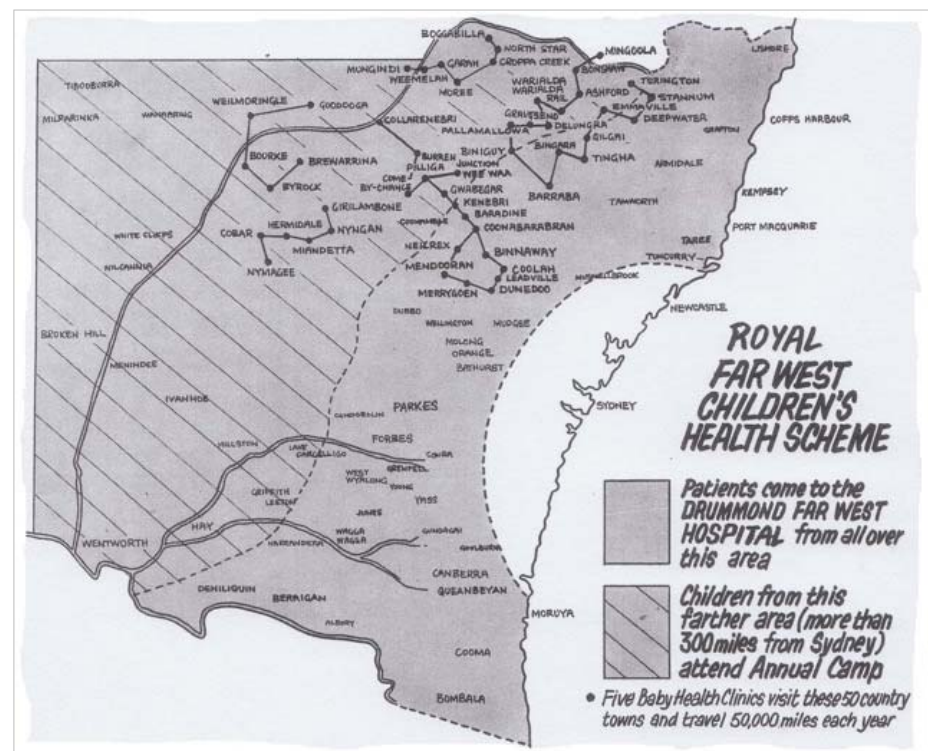 BOGGABILLA
NORTH STAR
MINGOOLA
LISMORE
MUNGINDI
GARAH
CROPPA CREEK
BONSHAW
WEEMELAH
MOREE
WARIALDA
WARIALDA
RAIL
ASHFORD
TORINGTON
STANNUM
TIBOOBURRA
WEILMORINGLE
GOODOOGA
EMMAVILLE
DEEPWATER
MILPARINKA
WANAARING
COLLARENEBRI
GRAVESEND
PALLAMALLOWA
DELUNGRA
GRAFTON
COFFS HARBOUR
GILGAI
BINIGUY
BINGARA
TINGHA
ARMIDALE
BOURKE
BREWARRINA
BURREN
JUNCTION
PILLIGA
WEE WAA
COME
BY-CHANCE
GWABEGAR
BARRABA
BYROCK
KENEBRI
TAMWORTH
KEMPSEY
GIRILAMBONE
COONAMBLE
BARADINE
COONABARABRAN
PORT MACQUARIE
WHITE CLIFFS
COBAR
HERMIDALE
NYNGAN
MIANDETTA
NEILREX
BINNAWAY
TAREE
TUNCURRY
WILCANNIA
NYMAGEE
MENDOORAN
COOLAH
LEADVILLE
MUSWELLBROOK
MERRYGOEN
DUNEDOO
DUBBO
WELLINGTON
MUDGEE
NEWCASTLE
BROKEN HILL
MOLONG
ORANGE
BATHURST
MENINDEE
IVANHOE
PARKES
SYDNEY
CONDOBOLIN
FORBES
HILLSTON
LAKE
CARGELLIGO
COWRA
GRENFELL
WEST
WYALONG
YOUNG
GRIFFITH
LEETON
YASS
JUNEE
HAY
WAGGA
WAGGA
GUNDAGAI
NARRANDERA
GOULBURN
WENTWORTH
CANBERRA
QUEANBEYAN
DENILIQUIN
BERRIGAN
MORUYA
ALBURY
COOMA
BOMBALA
ROYAL
FAR WEST
CHILDREN'S
HEALTH SCHEME
Patients come to the
DRUMMOND FAR WEST
HOSPITAL from all over
this area
Children from this
farther area (more than
300 miles from Sydney)
attend Annual Camp
• Five Baby Health Clinics visit these 50 country
towns and travel 50,000 miles each year